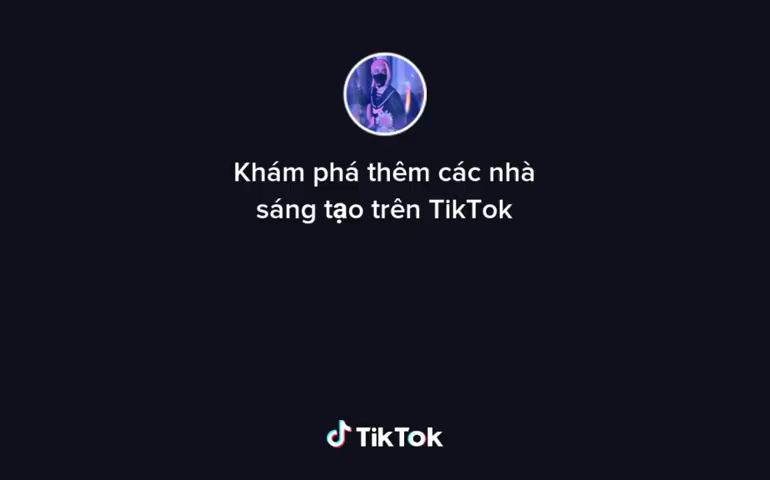 Khám phá thêm các nhà
sáng tạo trên TikTok
TikTok